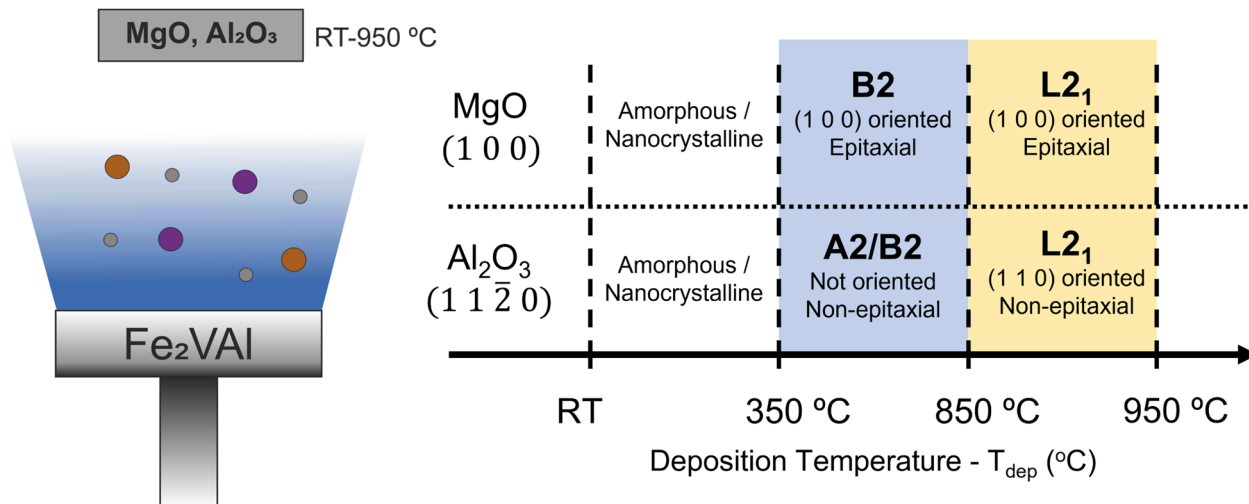 MgO, Al₂O₃
RT-950 ºC
Fe₂VAl
MgO
(1 0 0)
Amorphous /
Nanocrystalline
B2
(1 0 0) oriented
Epitaxial
L2₁
(1 0 0) oriented
Epitaxial
Al₂O₃
(1 1 2̄ 0)
Amorphous /
Nanocrystalline
A2/B2
Not oriented
Non-epitaxial
L2₁
(1 1 0) oriented
Non-epitaxial
RT
350 ºC
850 ºC
950 ºC
Deposition Temperature - T_dep (ºC)